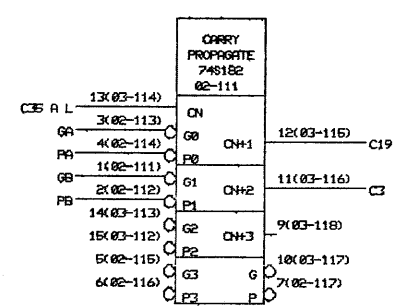 CARRY
PROPAGATE
74S182
02-111
13(03-114)
C35 A L
CN
3(02-113)
GA
G0
4(02-114)
PA
P0
CN+1
12(03-115)
C19
1(02-111)
GB
G1
2(02-112)
PB
P1
CN+2
11(03-116)
C3
14(03-113)
G2
15(03-112)
P2
CN+3
9(03-118)
5(02-115)
G3
6(02-116)
P3
G
10(03-117)
P
7(02-117)